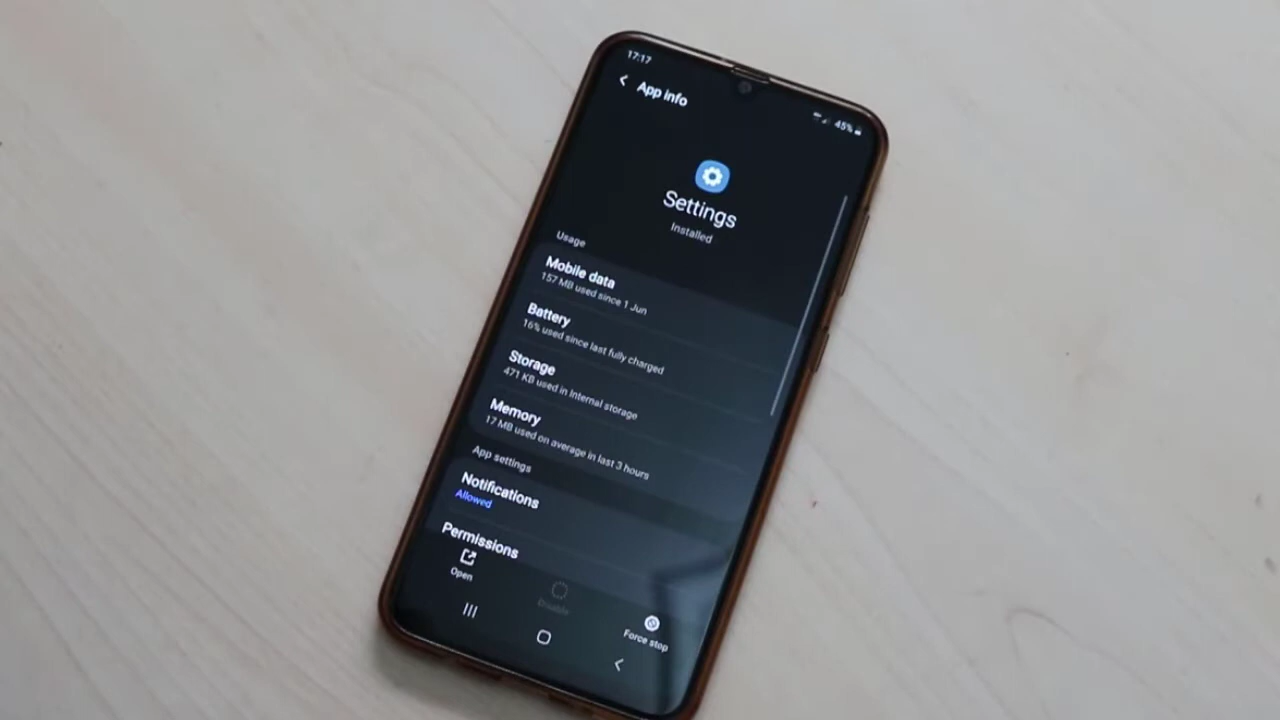 17:17
45%
App info
Settings
Installed
Usage
Mobile data
157 MB used since 1 Jun
Battery
16% used since last fully charged
Storage
471 KB used in Internal storage
Memory
17 MB used on average in last 3 hours
App settings
Notifications
Allowed
Permissions
Open
Disable
Force stop